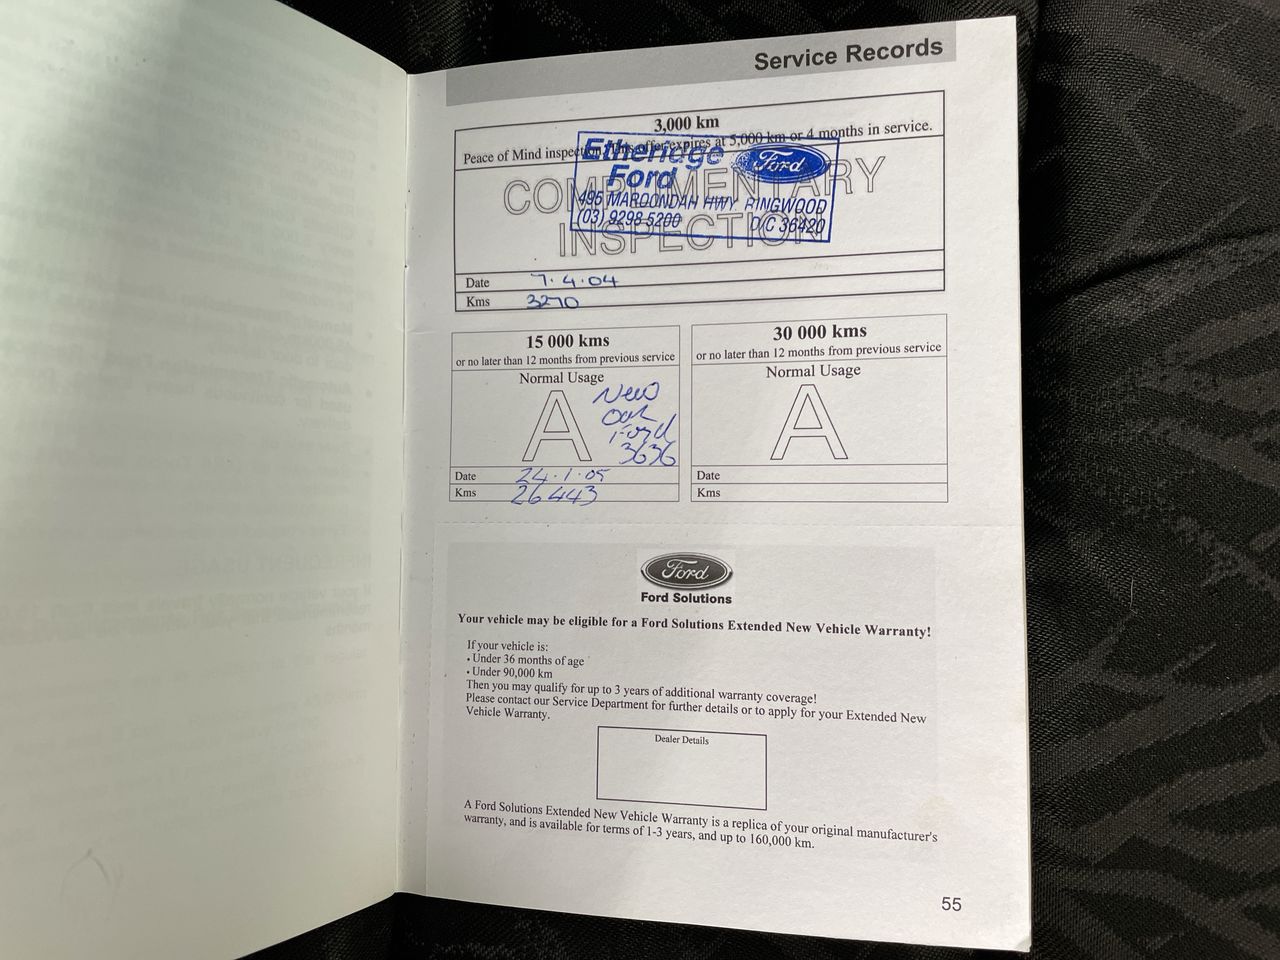 Service Records
3,000 km
Peace of Mind inspection. This offer expires at 5,000 km or 4 months in service.
COMPLIMENTARY
INSPECTION
Etheridge
Ford
Ford
495 MAROONDAH HWY RINGWOOD
(03) 9298 5200 D/C 36420
Date 7.4.04
Kms 3270
15 000 kms
or no later than 12 months from previous service
Normal Usage
A
New
Oak
Ford
3636
Date 24.1.05
Kms 26443
30 000 kms
or no later than 12 months from previous service
Normal Usage
A
Date
Kms
Ford
Ford Solutions
Your vehicle may be eligible for a Ford Solutions Extended New Vehicle Warranty!
If your vehicle is:
• Under 36 months of age
• Under 90,000 km
Then you may qualify for up to 3 years of additional warranty coverage!
Please contact our Service Department for further details or to apply for your Extended New
Vehicle Warranty.
Dealer Details
A Ford Solutions Extended New Vehicle Warranty is a replica of your original manufacturer's
warranty, and is available for terms of 1-3 years, and up to 160,000 km.
55